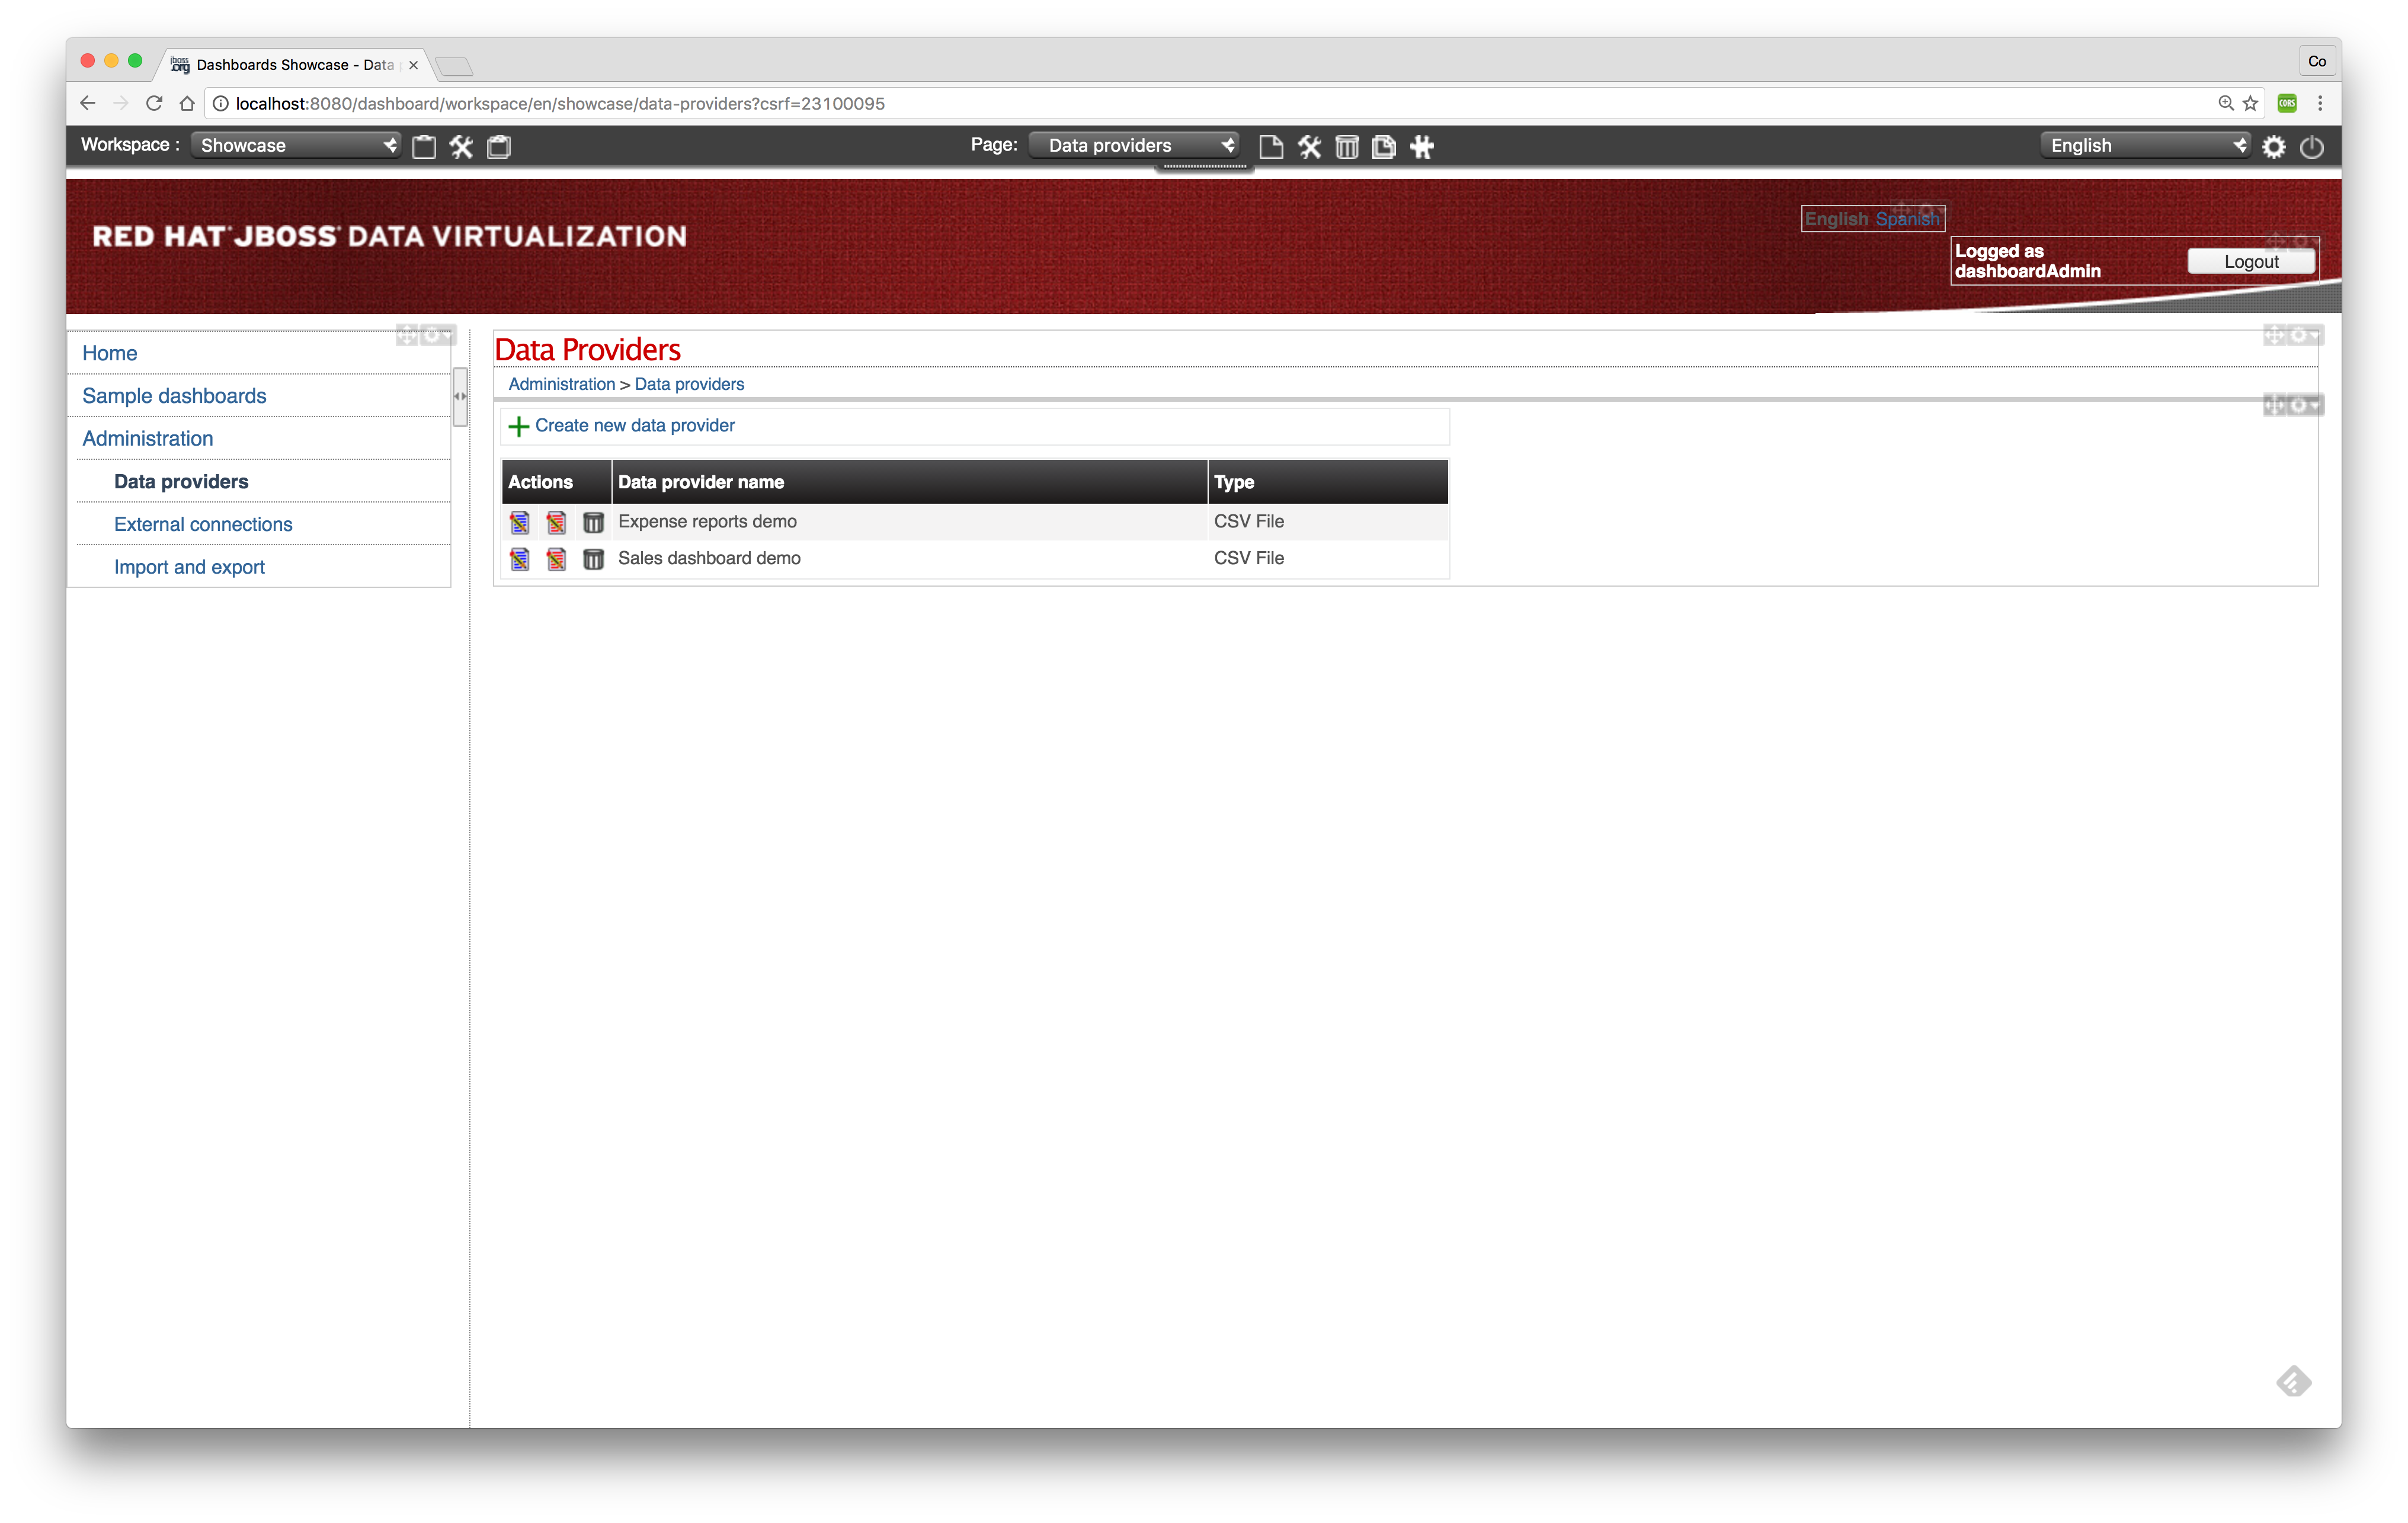 jboss.org Dashboards Showcase - Data p
Co
localhost:8080/dashboard/workspace/en/showcase/data-providers?csrf=23100095
CORS
Workspace : Showcase
Page: Data providers
English
RED HAT JBOSS DATA VIRTUALIZATION
English Spanish
Logged as
dashboardAdmin
Logout
Home
Sample dashboards
Administration
Data providers
External connections
Import and export
Data Providers
Administration > Data providers
Create new data provider
Actions Data provider name Type
Expense reports demo CSV File
Sales dashboard demo CSV File